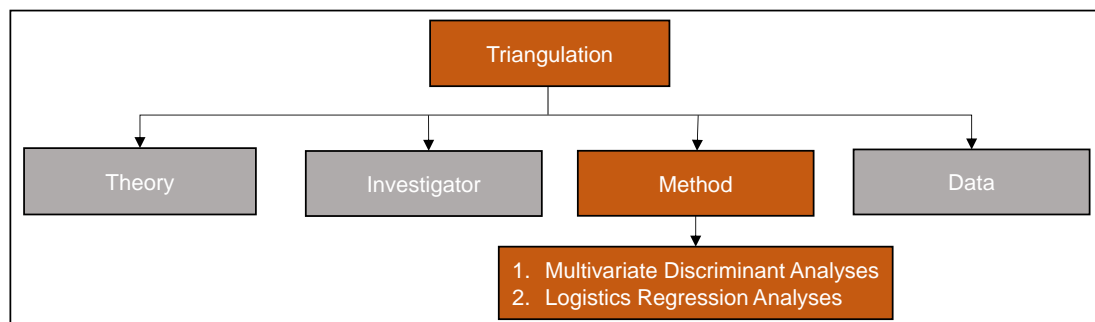 Triangulation
Theory
Investigator
Method
Data
1. Multivariate Discriminant Analyses
2. Logistics Regression Analyses